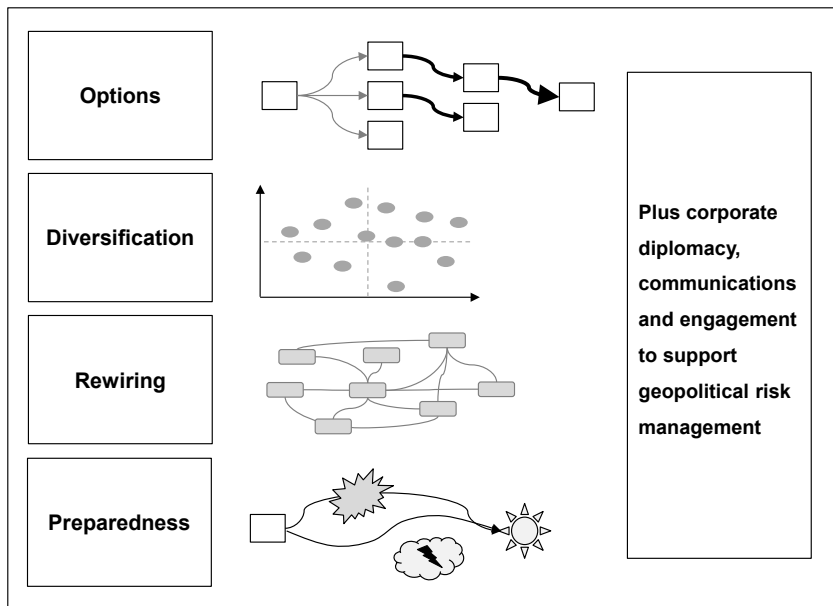 Options
Diversification
Rewiring
Preparedness
Plus corporate
diplomacy,
communications
and engagement
to support
geopolitical risk
management